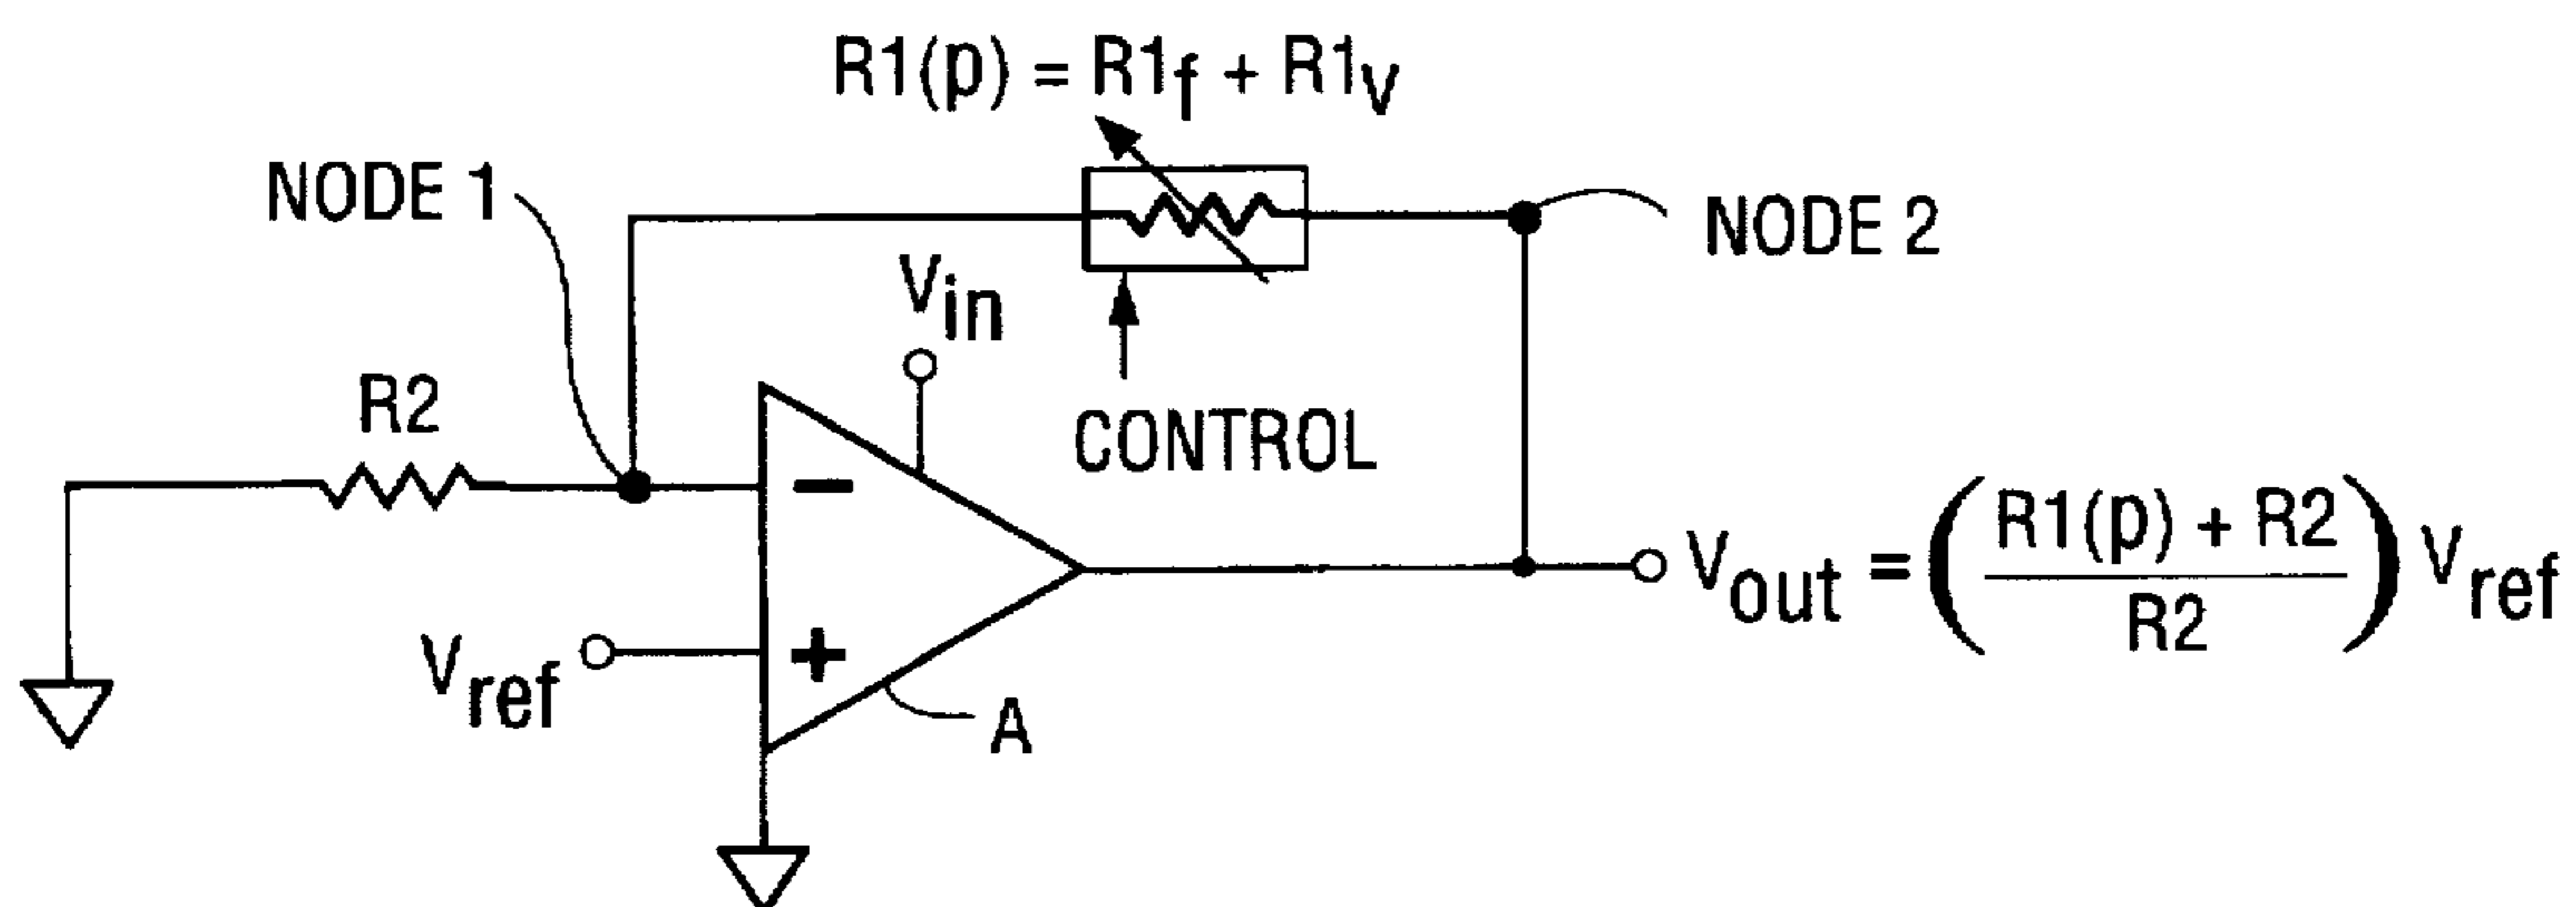 R1(p) = R1f + R1v
NODE 1
NODE 2
Vin
R2
CONTROL
−
+
Vref
A
Vout = (R1(p) + R2 / R2) Vref